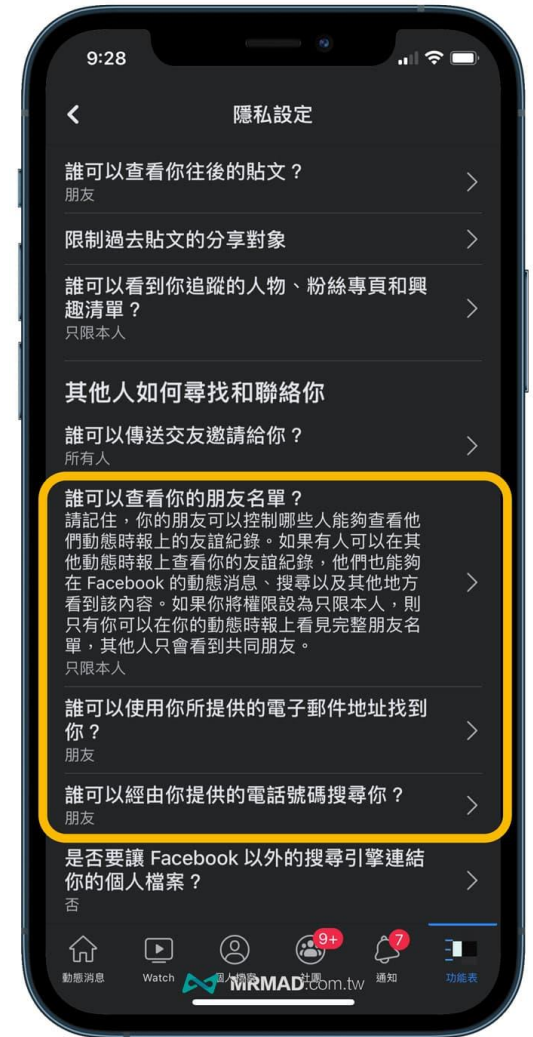 9:28
隱私設定
誰可以查看你往後的貼文？
朋友
限制過去貼文的分享對象
誰可以看到你追蹤的人物、粉絲專頁和興
趣清單？
只限本人
其他人如何尋找和聯絡你
誰可以傳送交友邀請給你？
所有人
誰可以查看你的朋友名單？
請記住，你的朋友可以控制哪些人能夠查看他
們動態時報上的友誼紀錄。如果有人可以在其
他動態時報上查看你的友誼紀錄，他們也能夠
在 Facebook 的動態消息、搜尋以及其他地方
看到該內容。如果你將權限設為只限本人，則
只有你可以在你的動態時報上看見完整朋友名
單，其他人只會看到共同朋友。
只限本人
誰可以使用你所提供的電子郵件地址找到
你？
朋友
誰可以經由你提供的電話號碼搜尋你？
朋友
是否要讓 Facebook 以外的搜尋引擎連結
你的個人檔案？
否
9+ 7
動態消息 Watch 個人檔案 社團 通知 功能表
MRMAD.com.tw